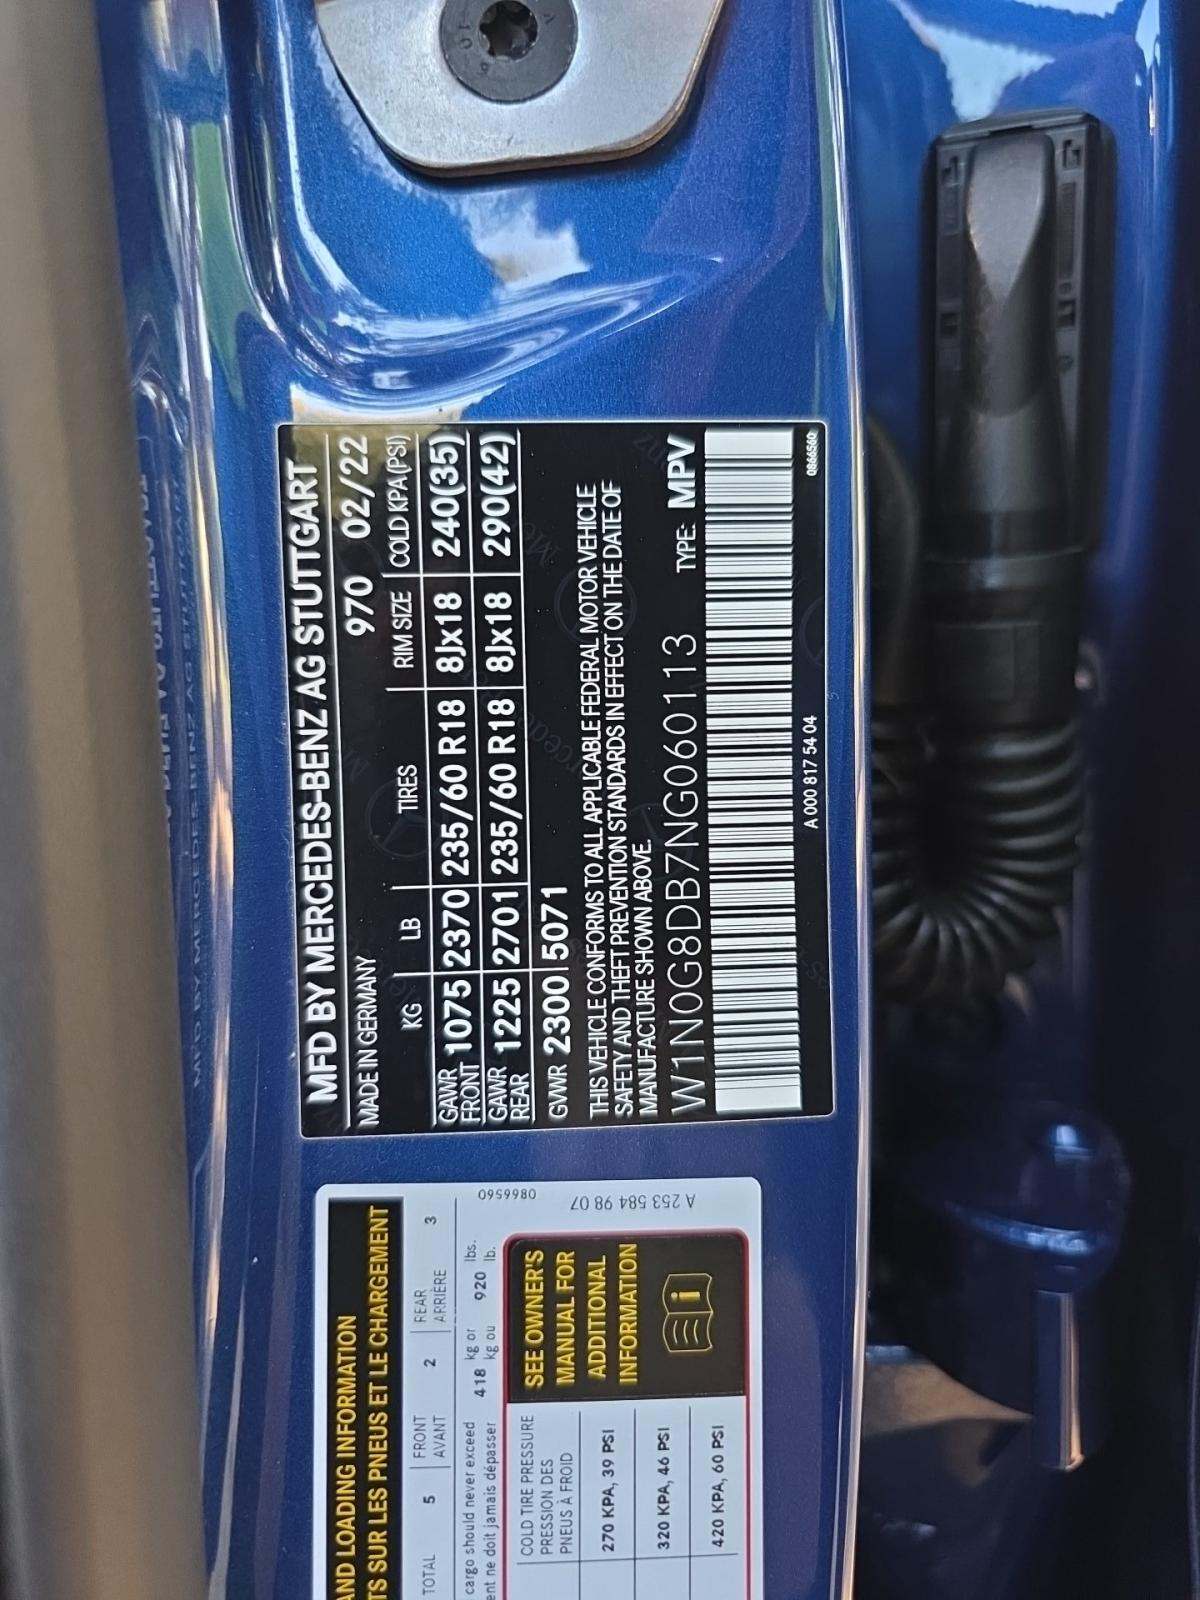 MFD BY MERCEDES-BENZ AG STUTTGART
MADE IN GERMANY 970 02/22
KG LB TIRES RIM SIZE COLD KPA(PSI)
GAWR FRONT 1075 2370 235/60 R18 8Jx18 240(35)
GAWR REAR 1225 2701 235/60 R18 8Jx18 290(42)
GVWR 2300 5071
THIS VEHICLE CONFORMS TO ALL APPLICABLE FEDERAL MOTOR VEHICLE
SAFETY AND THEFT PREVENTION STANDARDS IN EFFECT ON THE DATE OF
MANUFACTURE SHOWN ABOVE.
W1N0G8DB7NG060113 TYPE: MPV
A 000 817 54 04
0866560
AND LOADING INFORMATION
TS SUR LES PNEUS ET LE CHARGEMENT
TOTAL 5 FRONT AVANT 2 REAR ARRIÈRE 3
cargo should never exceed 418 kg or 920 lbs.
ent ne doit jamais dépasser kg ou lb.
COLD TIRE PRESSURE
PRESSION DES
PNEUS À FROID
270 KPA, 39 PSI
320 KPA, 46 PSI
420 KPA, 60 PSI
SEE OWNER'S
MANUAL FOR
ADDITIONAL
INFORMATION
0866560
A 253 584 98 07